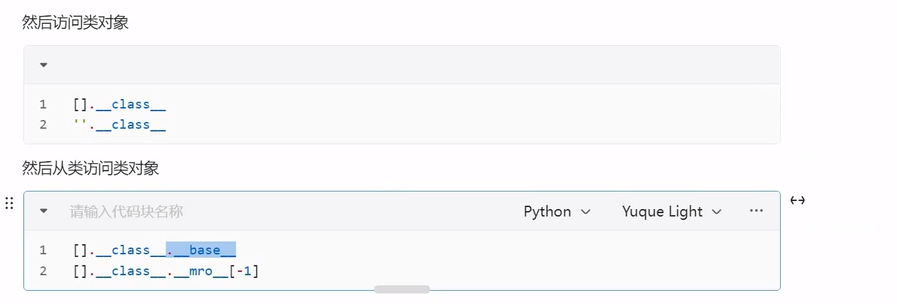 然后访问类对象
1 [].__class__
2 ''.__class__
然后从类访问类对象
请输入代码块名称 Python Yuque Light ···
1 [].__class__.__base__
2 [].__class__.__mro__[-1]